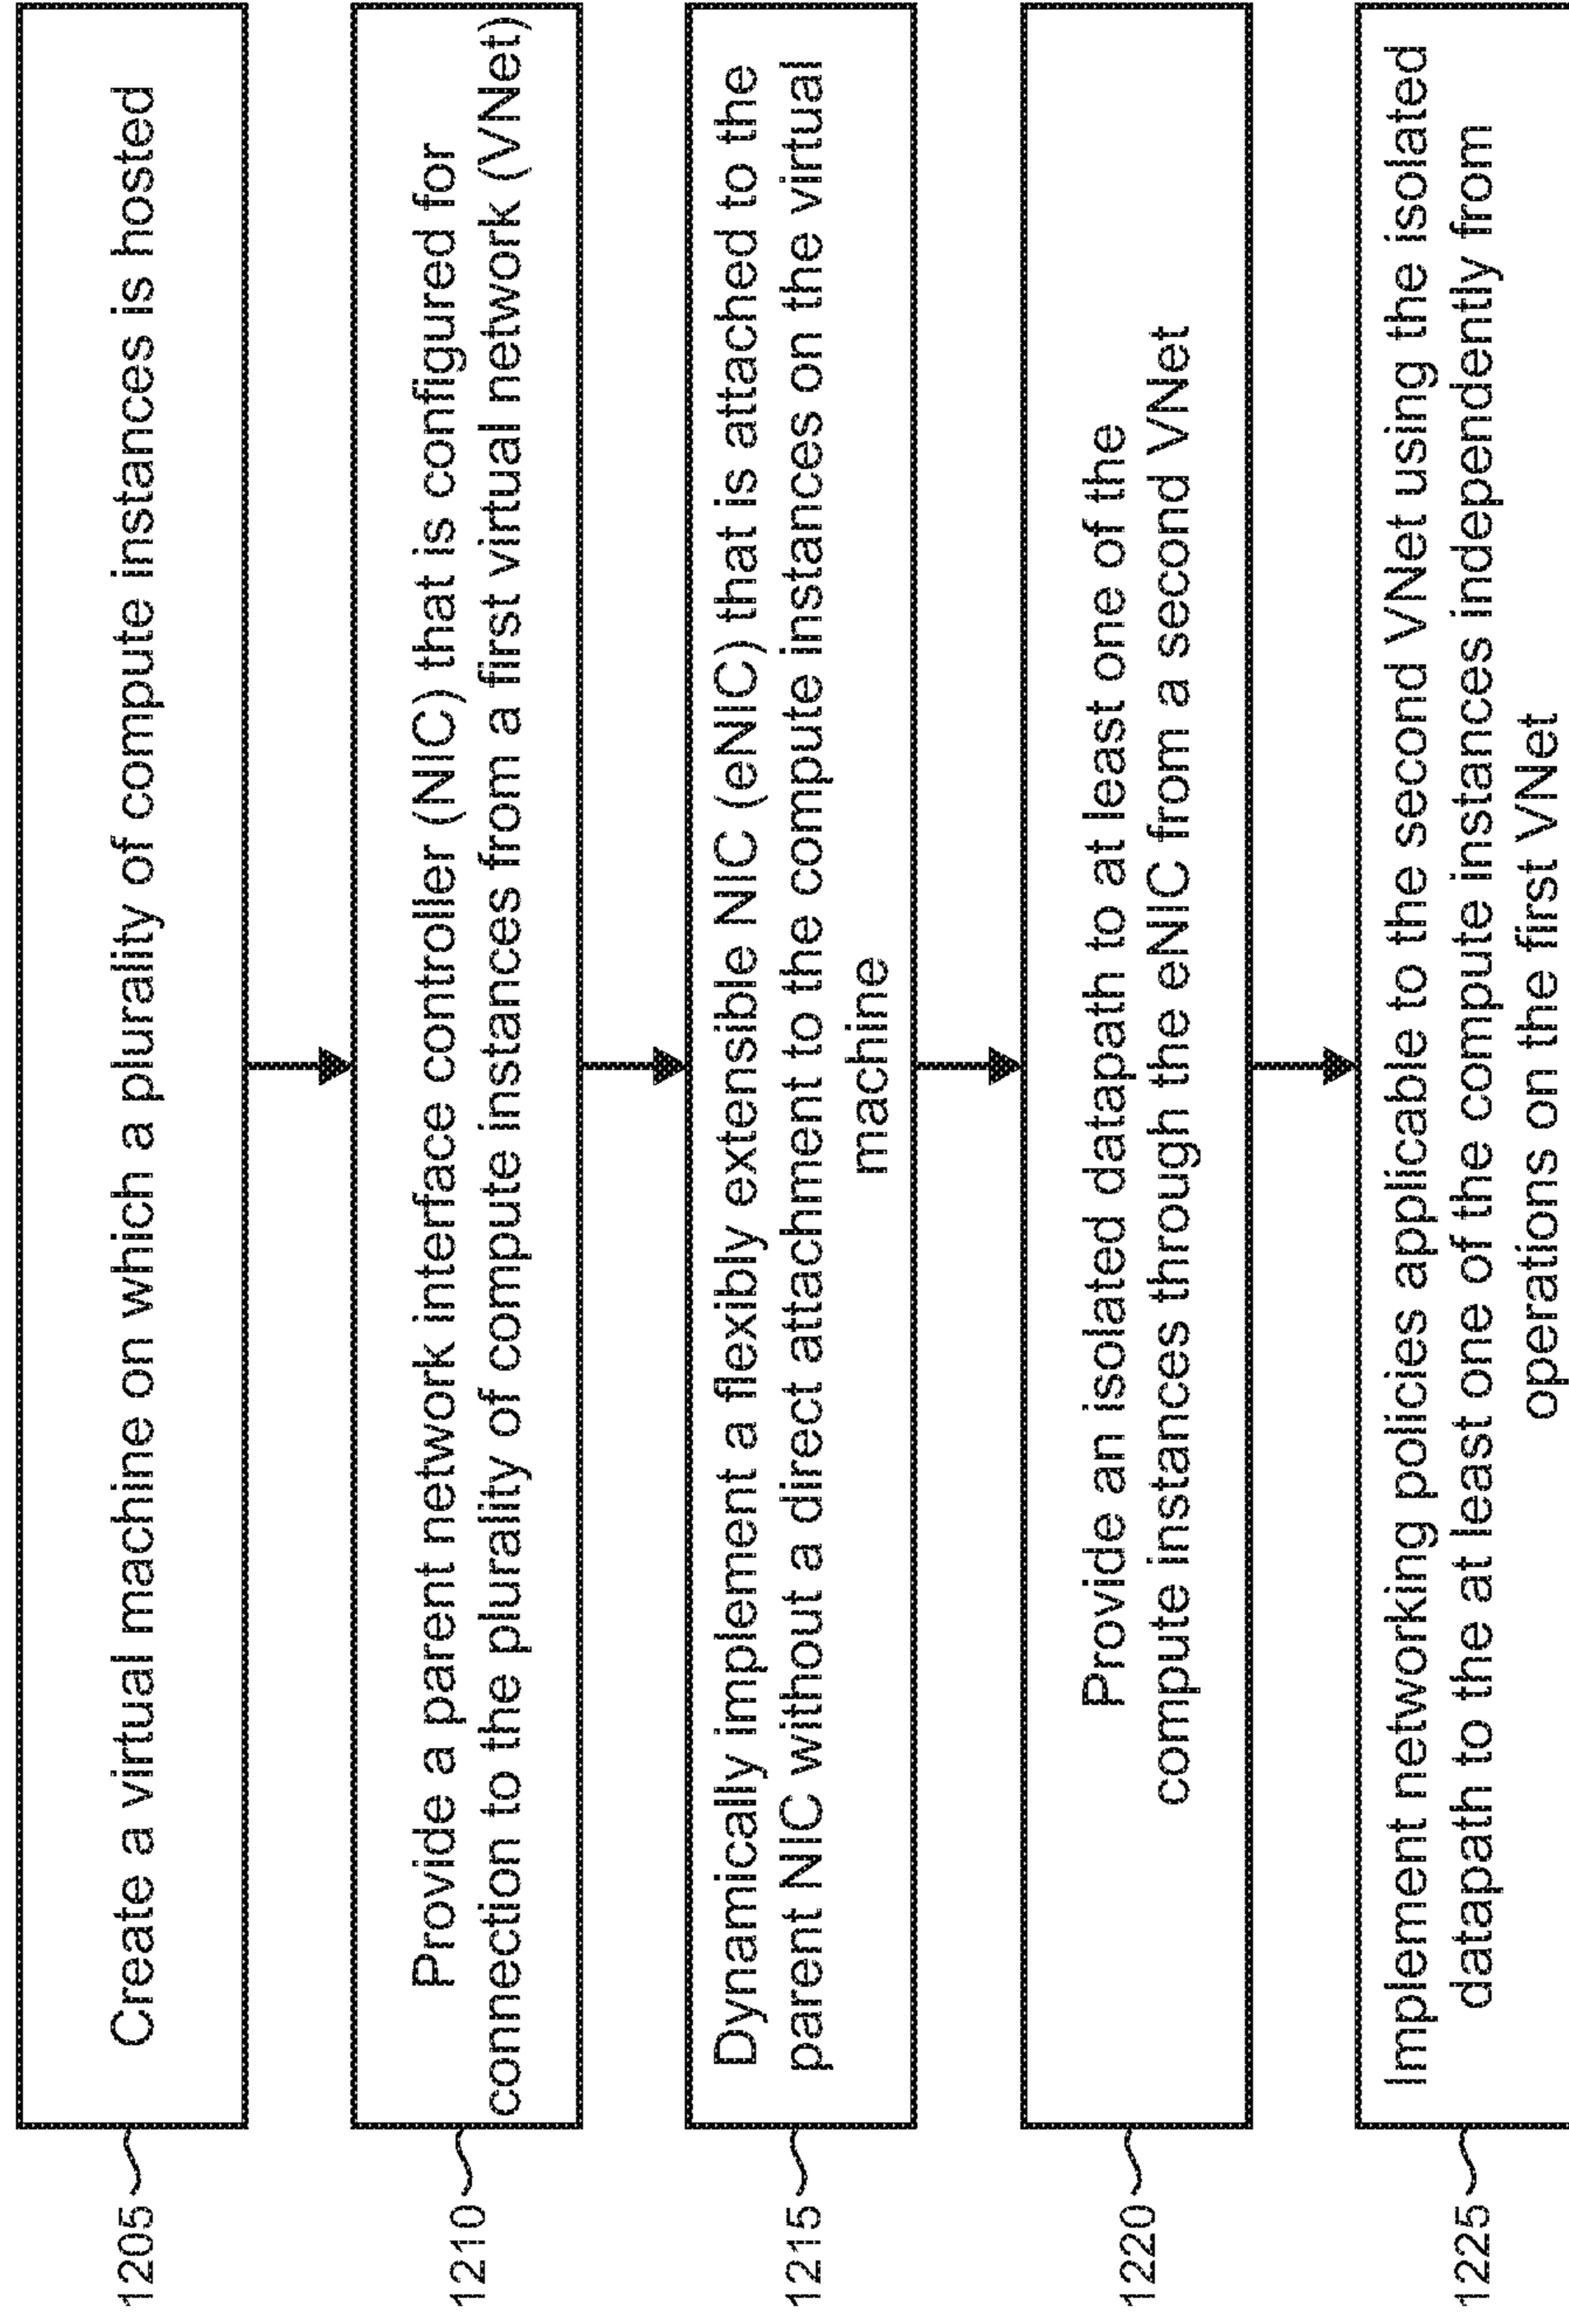 1205
Create a virtual machine on which a plurality of compute instances is hosted
1210
Provide a parent network interface controller (NIC) that is configured for
connection to the plurality of compute instances from a first virtual network (VNet)
1215
Dynamically implement a flexibly extensible NIC (eNIC) that is attached to the
parent NIC without a direct attachment to the compute instances on the virtual
machine
1220
Provide an isolated datapath to at least one of the
compute instances through the eNIC from a second VNet
1225
Implement networking policies applicable to the second VNet using the isolated
datapath to the at least one of the compute instances independently from
operations on the first VNet